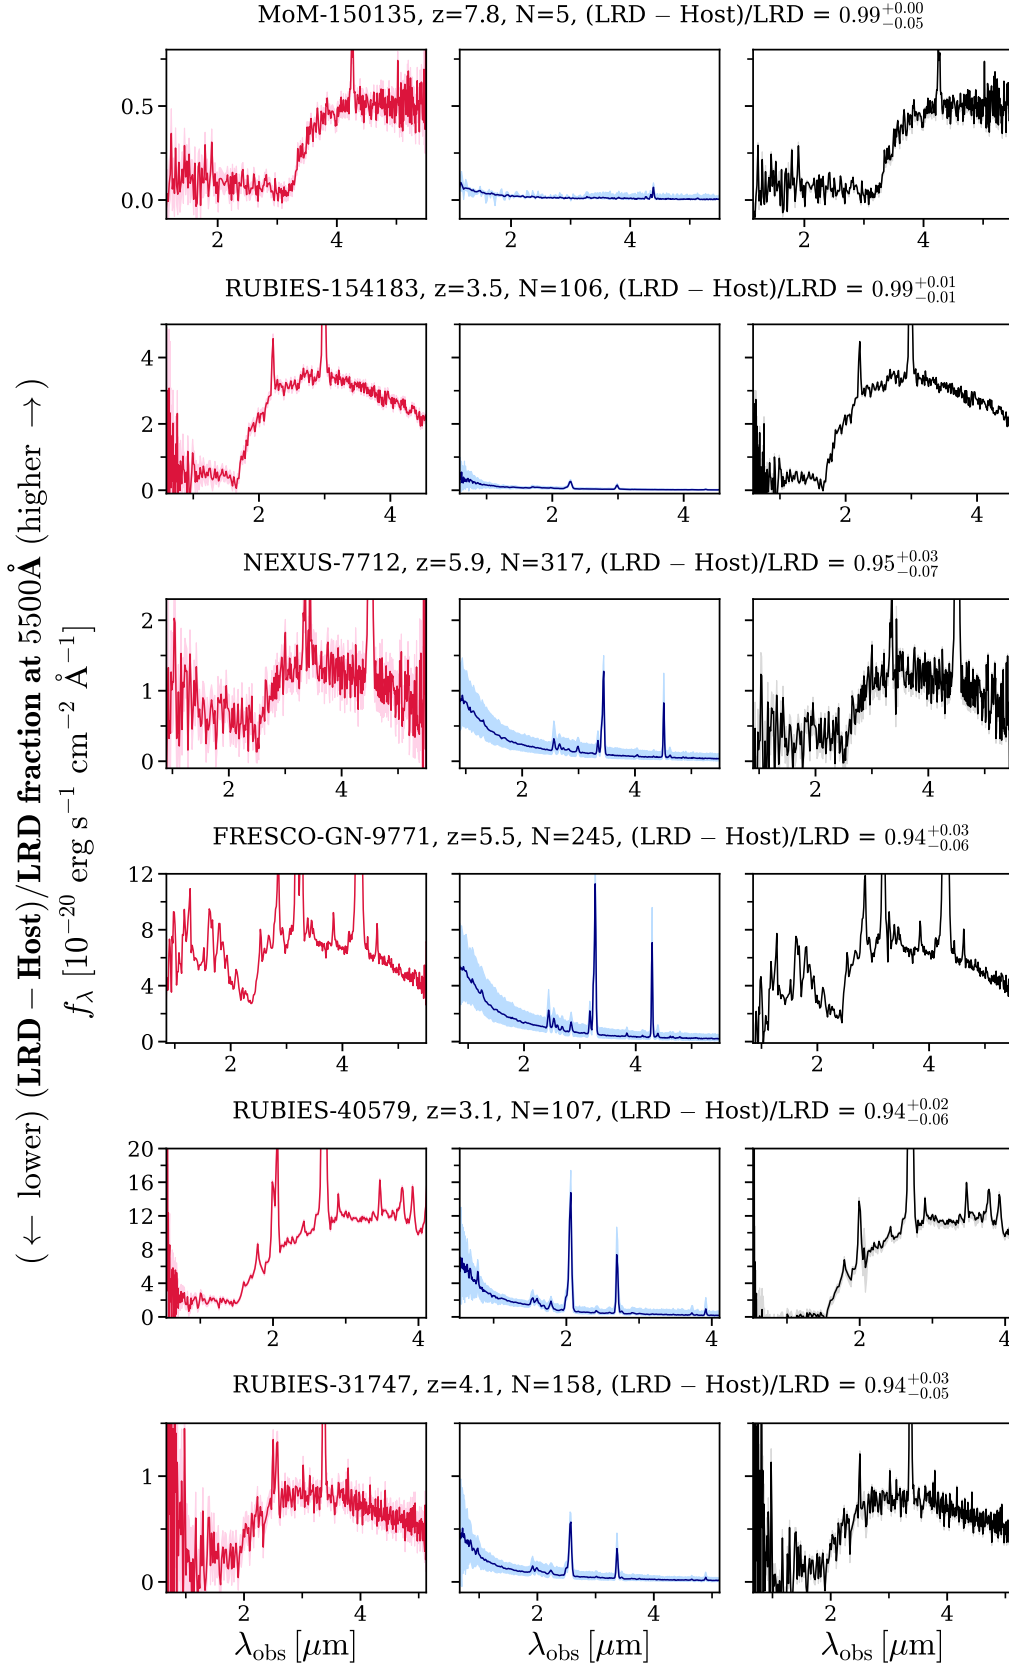 MoM-150135, z=7.8, N=5, (LRD − Host)/LRD = 0.99^{+0.00}_{−0.05}
0.5
0.0
2 4 2 4 2 4
RUBIES-154183, z=3.5, N=106, (LRD − Host)/LRD = 0.99^{+0.01}_{−0.01}
4
2
0
2 4 2 4 2 4
NEXUS-7712, z=5.9, N=317, (LRD − Host)/LRD = 0.95^{+0.03}_{−0.07}
2
1
0
2 4 2 4 2 4
FRESCO-GN-9771, z=5.5, N=245, (LRD − Host)/LRD = 0.94^{+0.03}_{−0.06}
12
8
4
0
2 4 2 4 2 4
RUBIES-40579, z=3.1, N=107, (LRD − Host)/LRD = 0.94^{+0.02}_{−0.06}
20
16
12
8
4
0
2 4 2 4 2 4
RUBIES-31747, z=4.1, N=158, (LRD − Host)/LRD = 0.94^{+0.03}_{−0.05}
1
0
2 4 2 4 2 4
λ_obs [μm] λ_obs [μm] λ_obs [μm]
(← lower) (LRD − Host)/LRD fraction at 5500Å (higher →)
f_λ [10^{−20} erg s^{−1} cm^{−2} Å^{−1}]